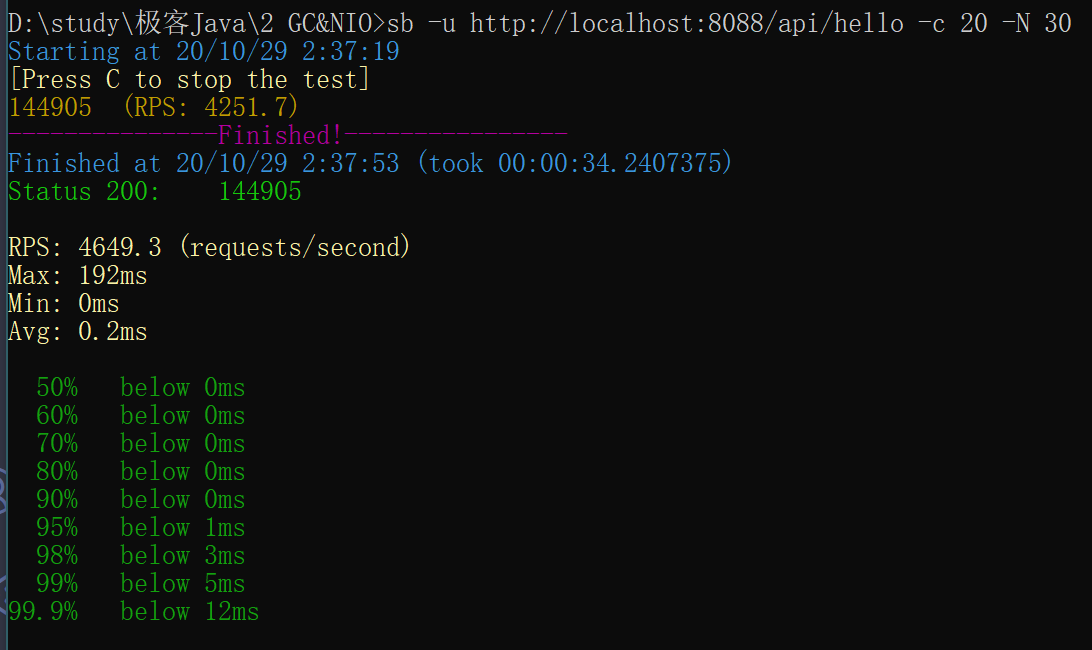 D:\study\极客Java\2 GC&NIO>sb -u http://localhost:8088/api/hello -c 20 -N 30
Starting at 20/10/29 2:37:19
[Press C to stop the test]
144905  (RPS: 4251.7)
---------------Finished!----------------
Finished at 20/10/29 2:37:53 (took 00:00:34.2407375)
Status 200:    144905
RPS: 4649.3 (requests/second)
Max: 192ms
Min: 0ms
Avg: 0.2ms
50%   below 0ms
60%   below 0ms
70%   below 0ms
80%   below 0ms
90%   below 0ms
95%   below 1ms
98%   below 3ms
99%   below 5ms
99.9%   below 12ms